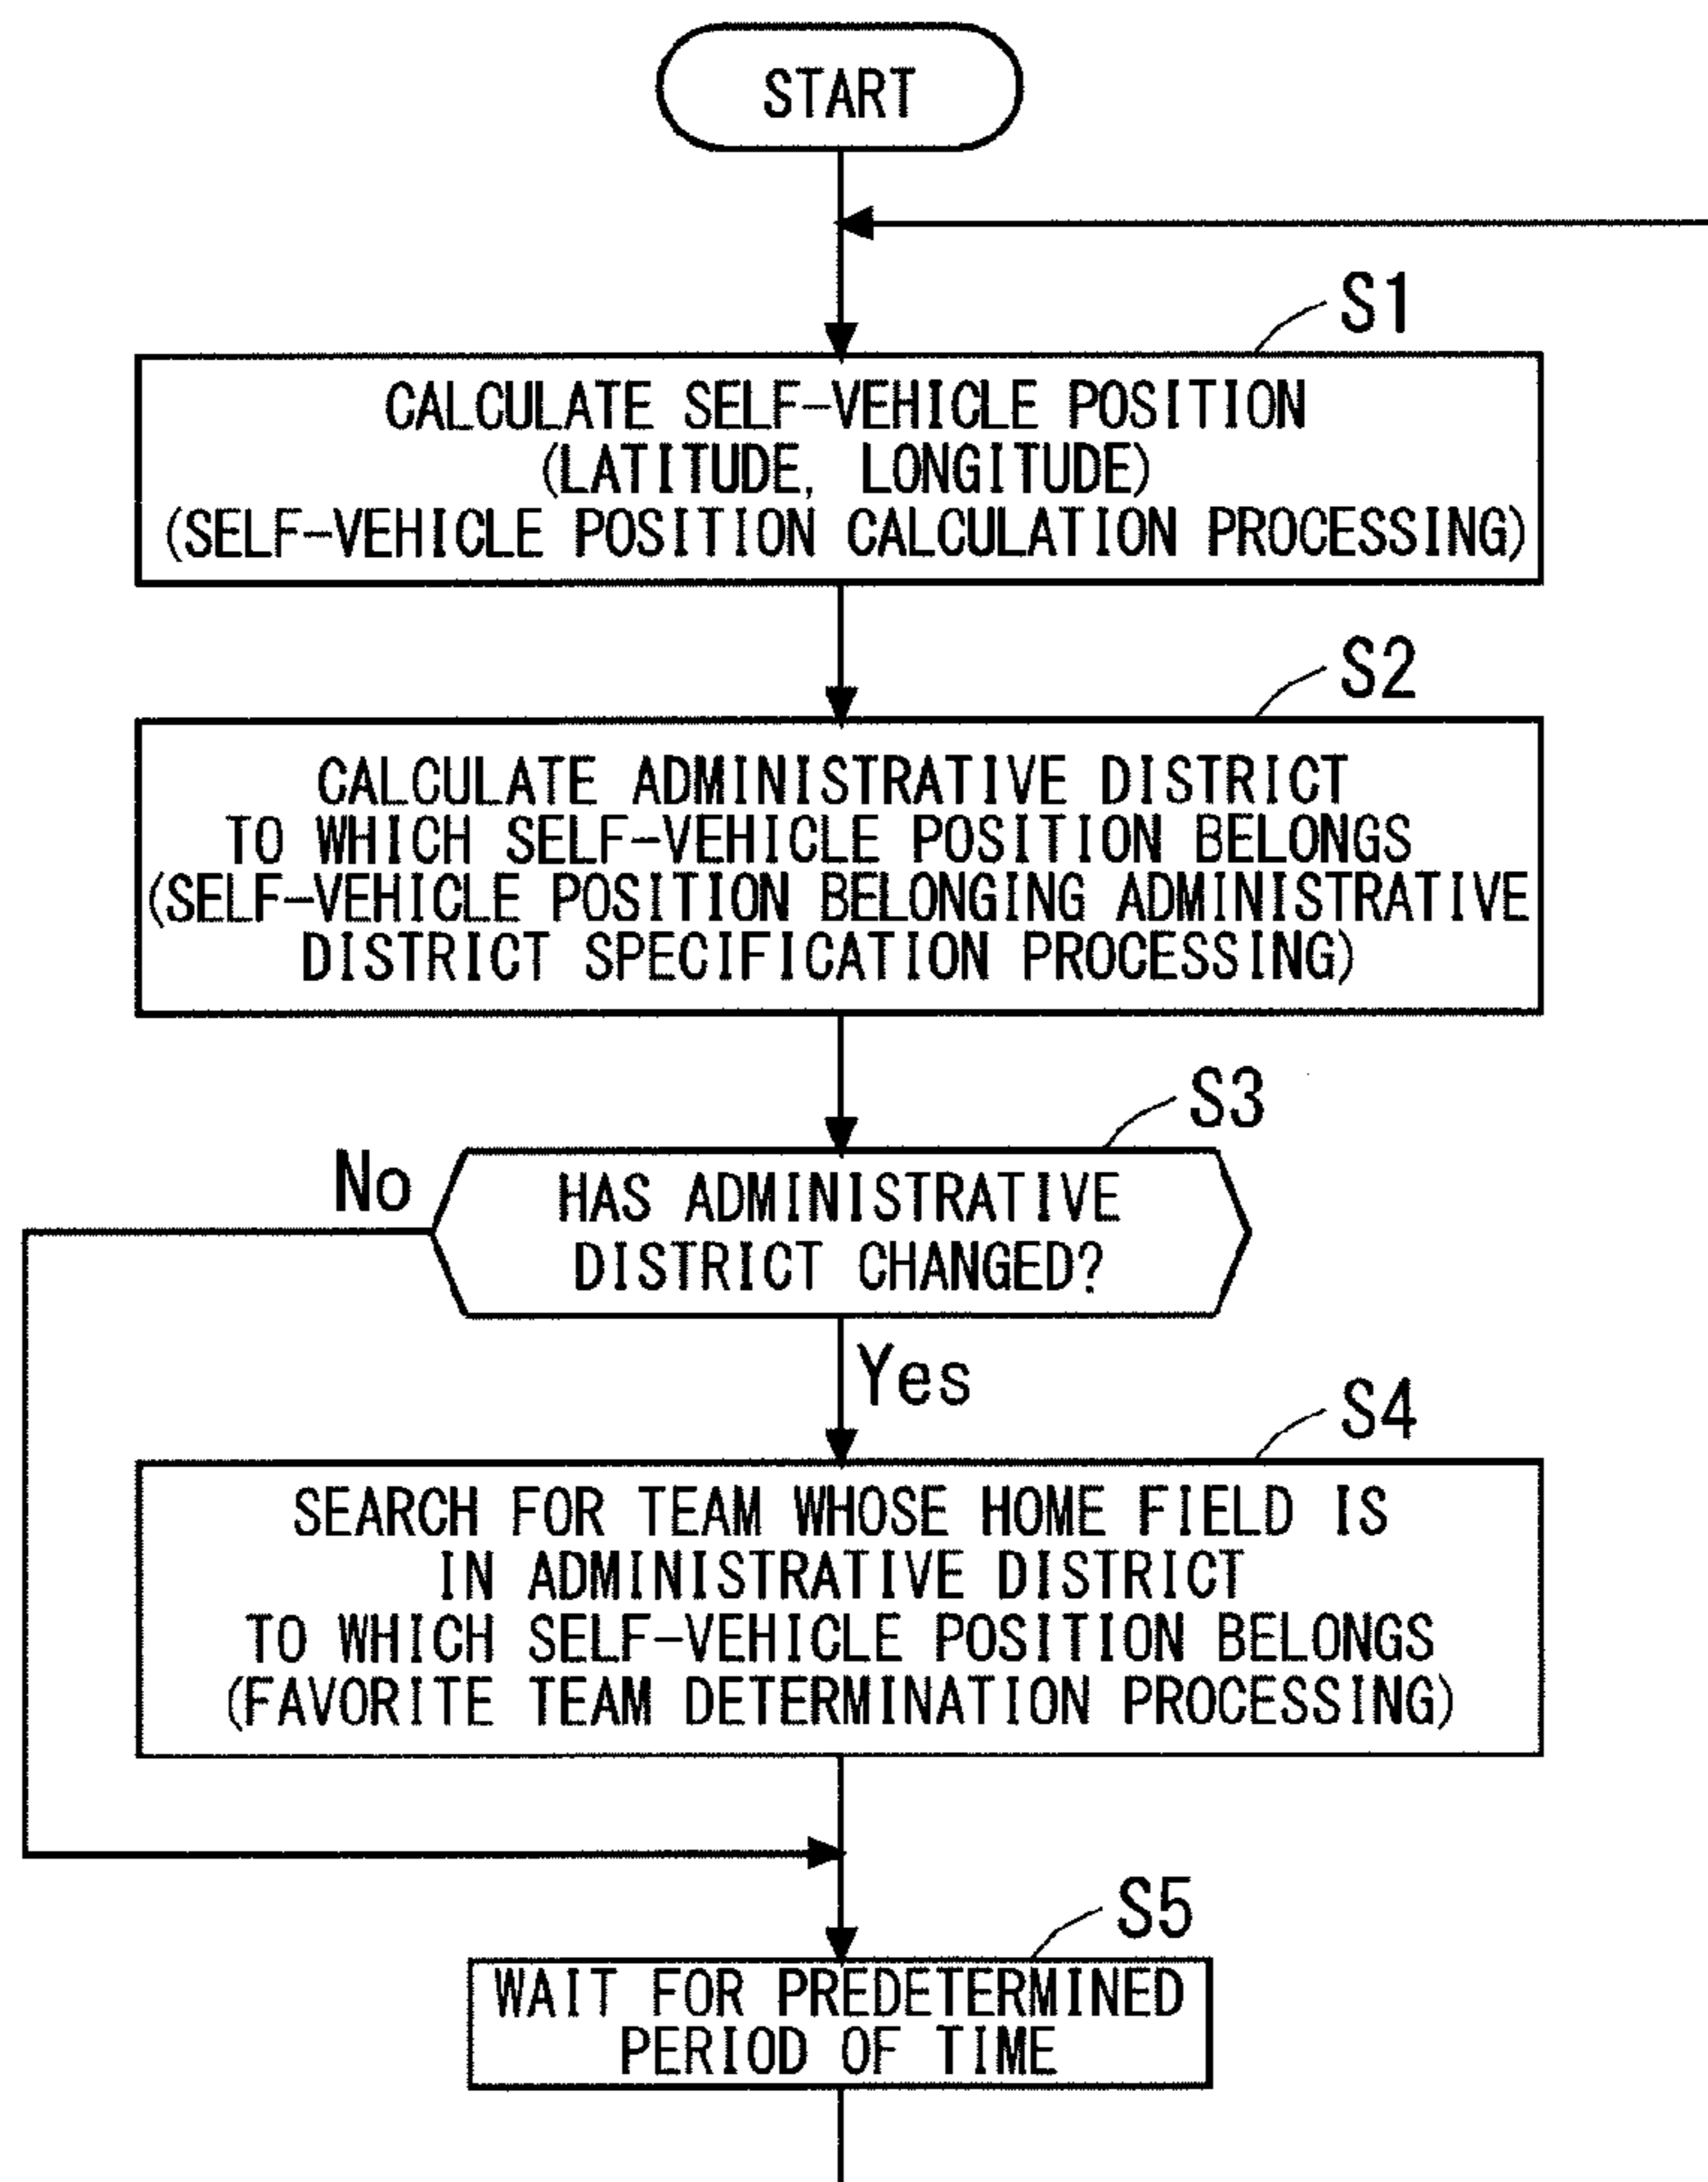 START
S1
CALCULATE SELF-VEHICLE POSITION
(LATITUDE, LONGITUDE)
(SELF-VEHICLE POSITION CALCULATION PROCESSING)
S2
CALCULATE ADMINISTRATIVE DISTRICT
TO WHICH SELF-VEHICLE POSITION BELONGS
(SELF-VEHICLE POSITION BELONGING ADMINISTRATIVE
DISTRICT SPECIFICATION PROCESSING)
S3
No
HAS ADMINISTRATIVE
DISTRICT CHANGED?
Yes
S4
SEARCH FOR TEAM WHOSE HOME FIELD IS
IN ADMINISTRATIVE DISTRICT
TO WHICH SELF-VEHICLE POSITION BELONGS
(FAVORITE TEAM DETERMINATION PROCESSING)
S5
WAIT FOR PREDETERMINED
PERIOD OF TIME